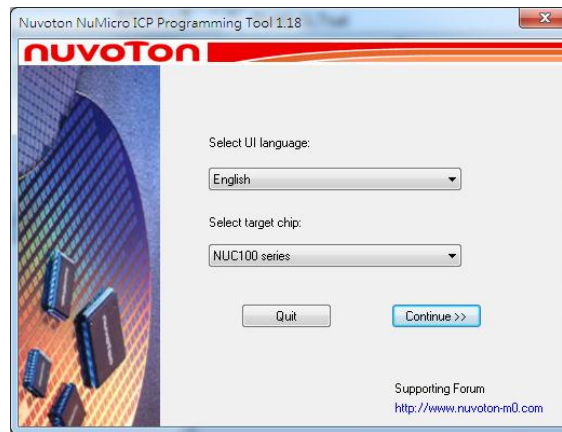 Nuvoton NuMicro ICP Programming Tool 1.18
nuvoTon
Select UI language:
English
Select target chip:
NUC100 series
Quit
Continue >>
Supporting Forum
http://www.nuvoton-m0.com